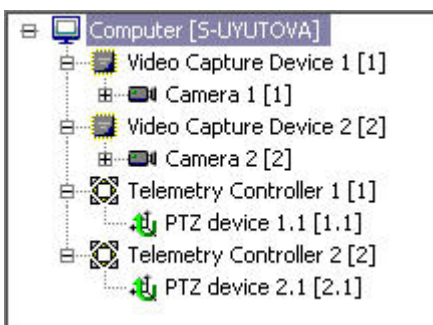 Computer [S-UYUTOVA]
Video Capture Device 1 [1]
Camera 1 [1]
Video Capture Device 2 [2]
Camera 2 [2]
Telemetry Controller 1 [1]
PTZ device 1.1 [1.1]
Telemetry Controller 2 [2]
PTZ device 2.1 [2.1]